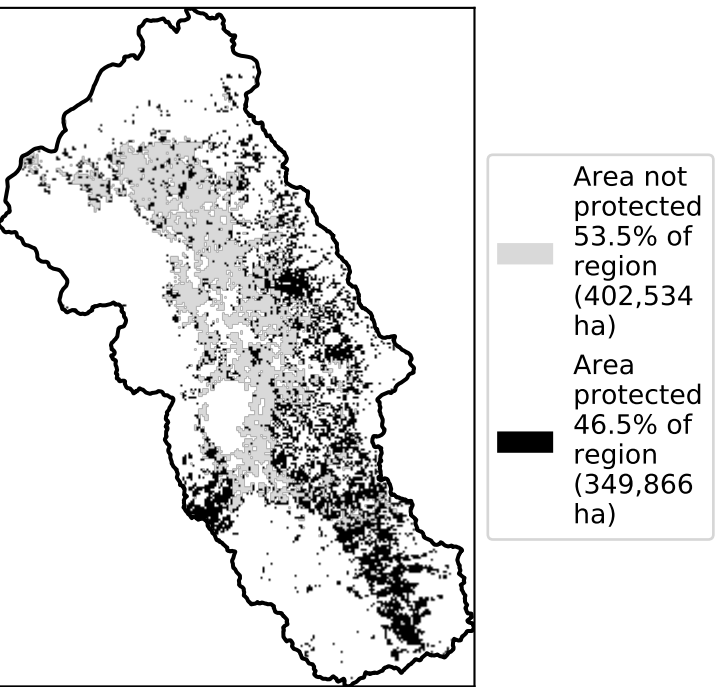 Area not
protected
53.5% of
region
(402,534
ha)
Area
protected
46.5% of
region
(349,866
ha)